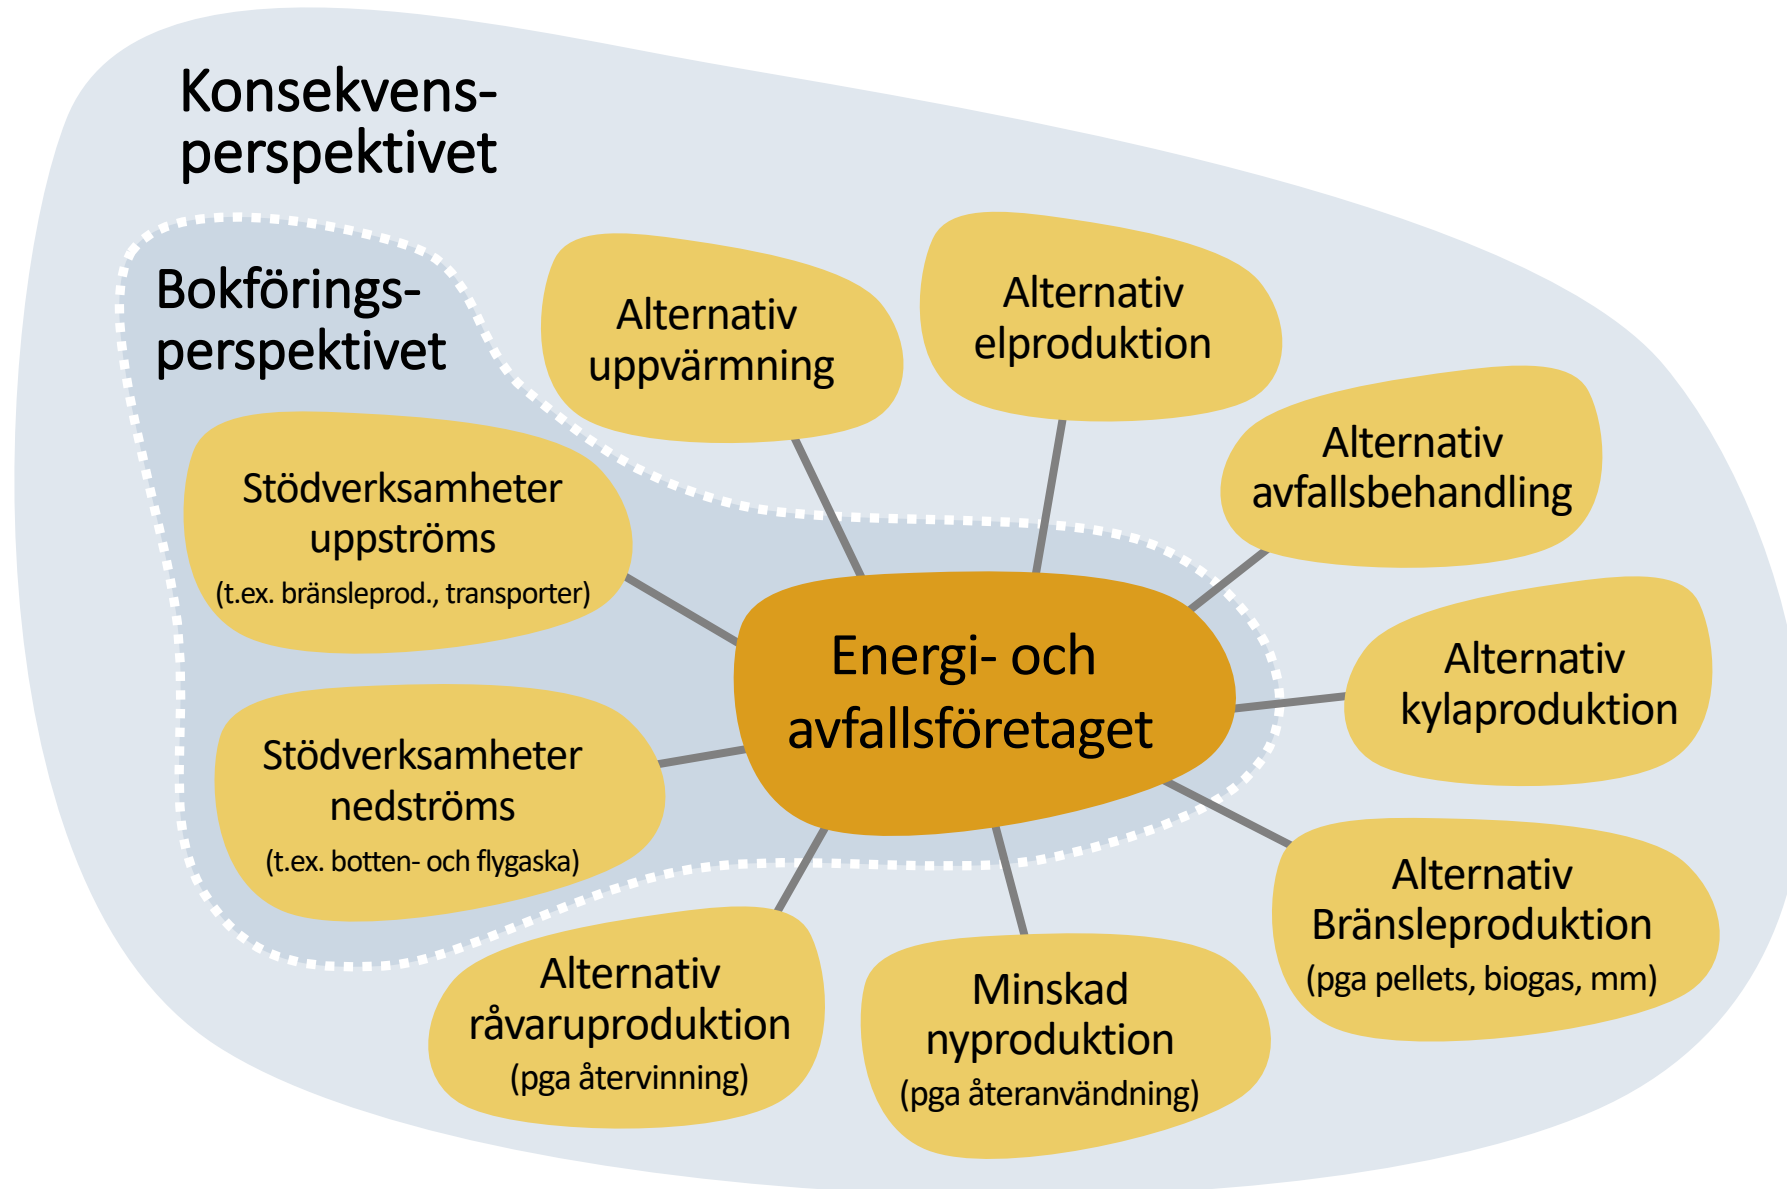 Konsekvens-
perspektivet
Bokförings-
perspektivet
Alternativ
uppvärmning
Alternativ
elproduktion
Alternativ
avfallsbehandling
Stödverksamheter
uppströms
(t.ex. bränsleprod., transporter)
Energi- och
avfallsföretaget
Alternativ
kylaproduktion
Stödverksamheter
nedströms
(t.ex. botten- och flygaska)
Alternativ
Bränsleproduktion
(pga pellets, biogas, mm)
Alternativ
råvaruproduktion
(pga återvinning)
Minskad
nyproduktion
(pga återanvändning)